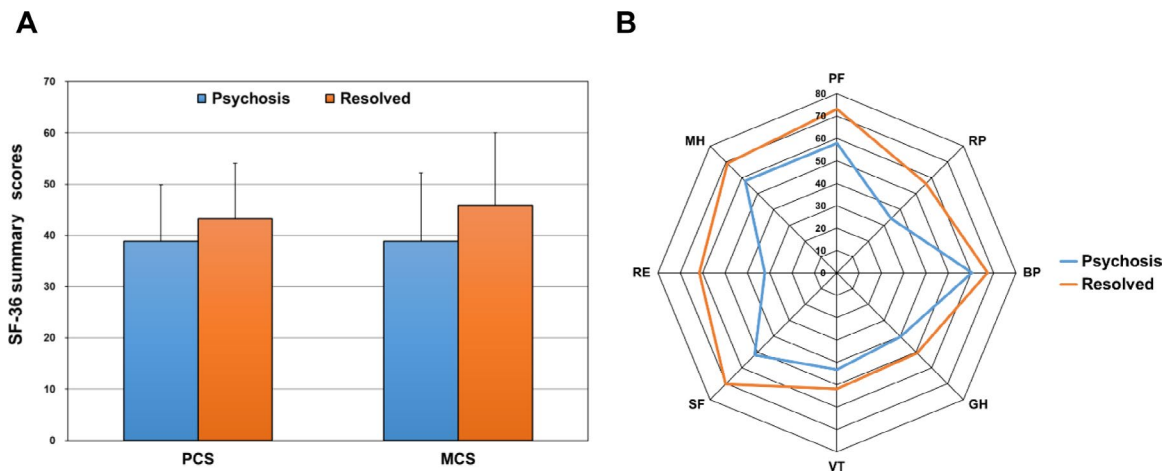 A
B
SF-36 summary scores
70
60
50
40
30
20
10
0
Psychosis
Resolved
PCS
MCS
PF
RP
BP
GH
VT
SF
RE
MH
80
70
60
50
40
30
20
10
0
Psychosis
Resolved